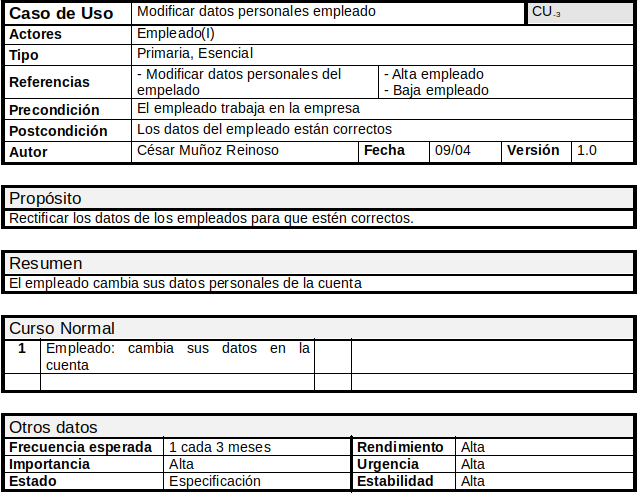 Caso de Uso Modificar datos personales empleado CU-3
Actores Empleado(I)
Tipo Primaria, Esencial
Referencias - Modificar datos personales del empelado - Alta empleado - Baja empleado
Precondición El empleado trabaja en la empresa
Postcondición Los datos del empleado están correctos
Autor César Muñoz Reinoso Fecha 09/04 Versión 1.0
Propósito
Rectificar los datos de los empleados para que estén correctos.
Resumen
El empleado cambia sus datos personales de la cuenta
Curso Normal
1 Empleado: cambia sus datos en la
cuenta
Otros datos
Frecuencia esperada 1 cada 3 meses Rendimiento Alta
Importancia Alta Urgencia Alta
Estado Especificación Estabilidad Alta